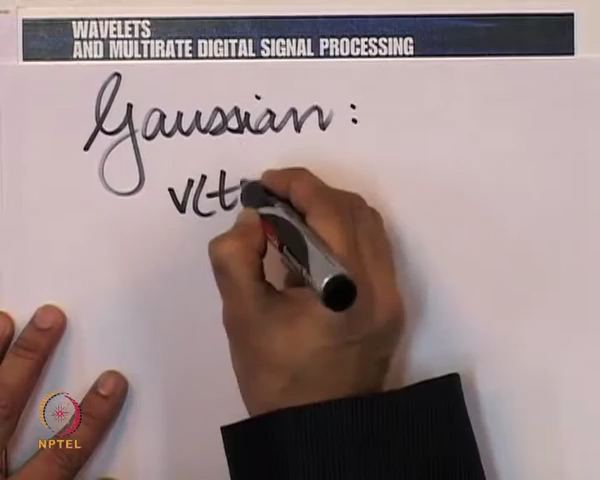 WAVELETS
AND MULTIRATE DIGITAL SIGNAL PROCESSING
Gaussian :
v(t
NPTEL